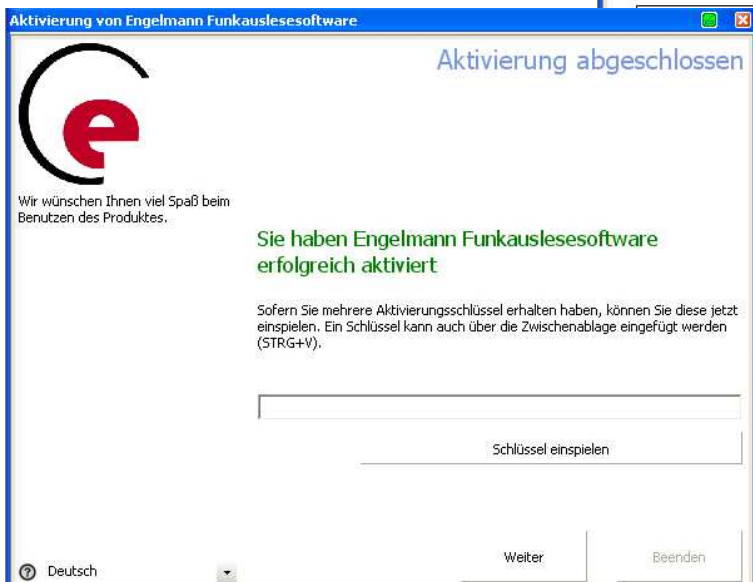 Aktivierung von Engelmann Funkauslesesoftware
Aktivierung abgeschlossen
e
Wir wünschen Ihnen viel Spaß beim
Benutzen des Produktes.
Sie haben Engelmann Funkauslesesoftware
erfolgreich aktiviert
Sofern Sie mehrere Aktivierungsschlüssel erhalten haben, können Sie diese jetzt
einspielen. Ein Schlüssel kann auch über die Zwischenablage eingefügt werden
(STRG+V).
Schlüssel einspielen
Weiter
Beenden
? Deutsch